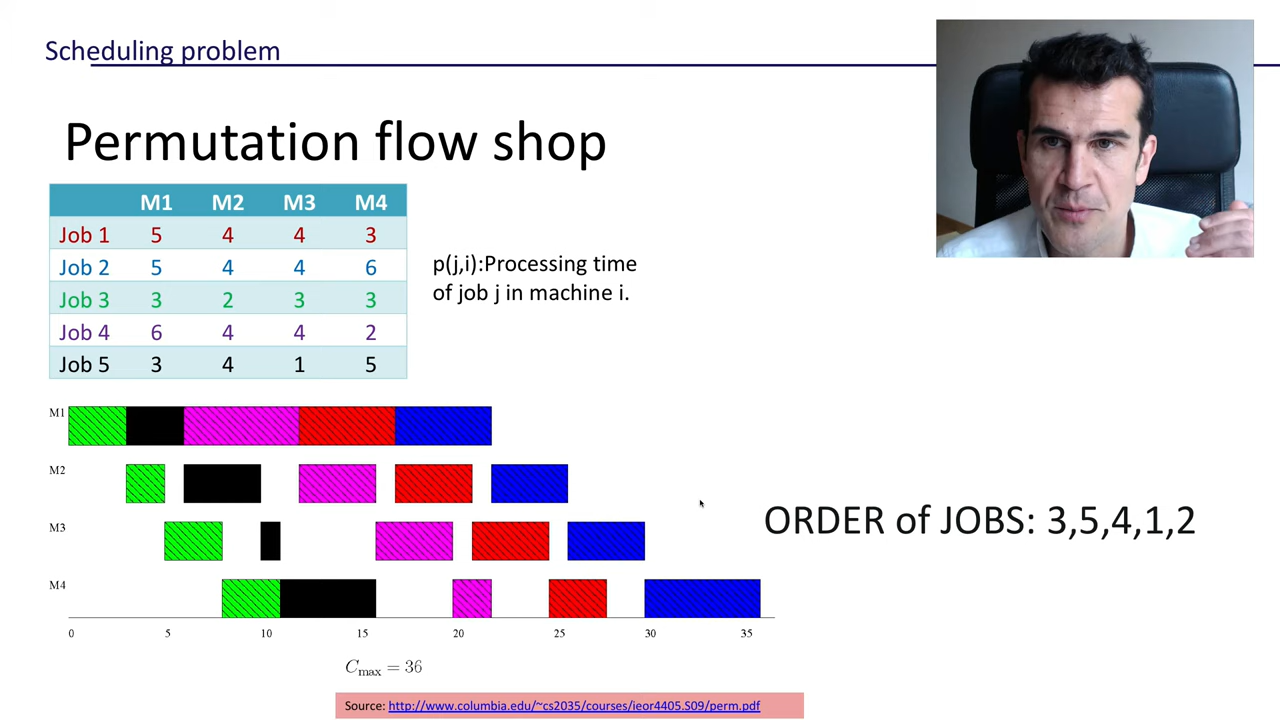 Scheduling problem
Permutation flow shop
M1 M2 M3 M4
Job 1 5 4 4 3
Job 2 5 4 4 6
Job 3 3 2 3 3
Job 4 6 4 4 2
Job 5 3 4 1 5
p(j,i):Processing time
of job j in machine i.
M1
M2
M3
M4
0 5 10 15 20 25 30 35
Cmax = 36
ORDER of JOBS: 3,5,4,1,2
Source: http://www.columbia.edu/~cs2035/courses/ieor4405.S09/perm.pdf